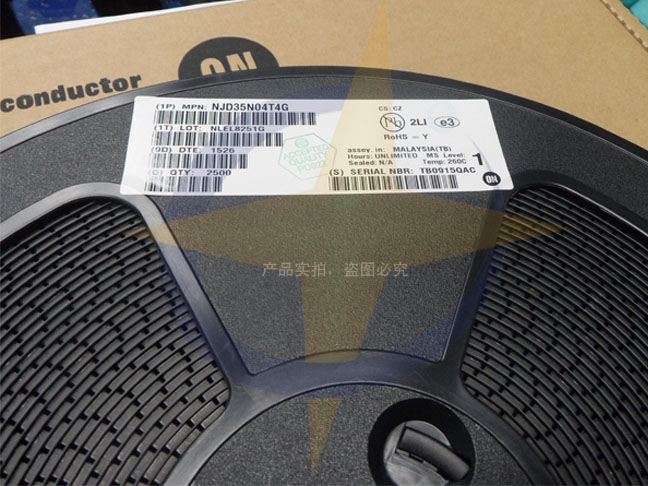 ON
conductor
(1P) MPN: NJD35N04T4G
CS: CZ
2LI e3
(1T) LOT: NLEL8251G
RoHS - Y
(9D) DTE: 1526
ACCEPTED
QUALITY
assey. in: MALAYSIA(TB)
Hours: UNLIMITED MS Level: 1
Sealed: N/A Temp: 260C
(Q) QTY: 2500
(S) SERIAL NBR: TB0915QAC
ON
产品实拍，盗图必究